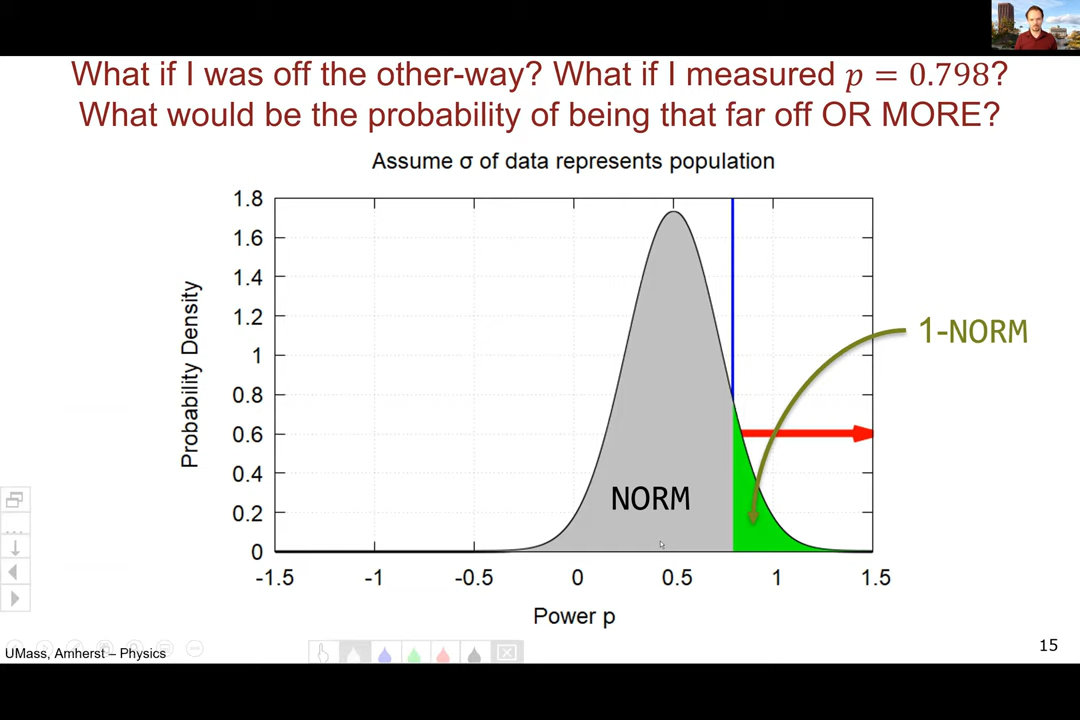 What if I was off the other-way? What if I measured p = 0.798?
What would be the probability of being that far off OR MORE?
Assume σ of data represents population
1.8
1.6
1.4
1.2
1
0.8
0.6
0.4
0.2
0
Probability Density
1-NORM
NORM
-1.5 -1 -0.5 0 0.5 1 1.5
Power p
UMass, Amherst – Physics
15